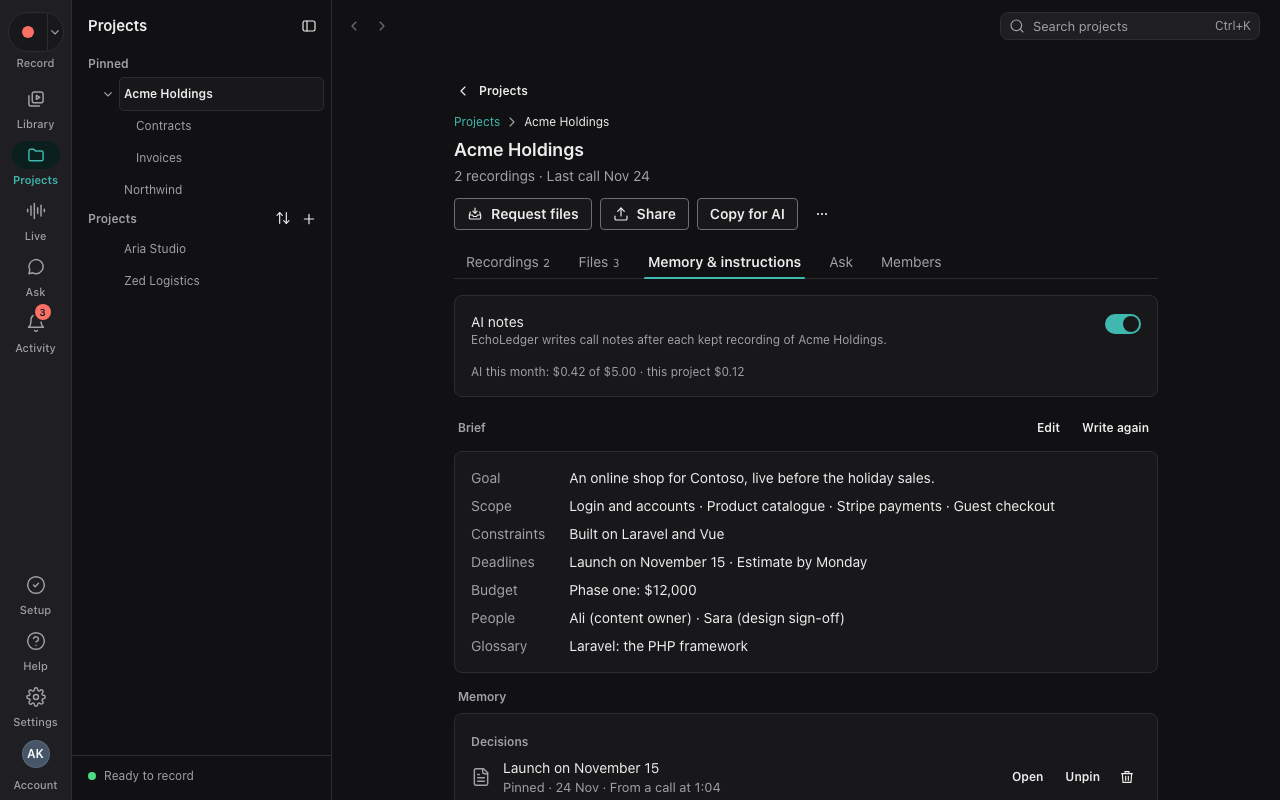 Record
Library
Projects
Live
Ask
3
Activity
Setup
Help
Settings
AK
Account
Projects
Pinned
Acme Holdings
Contracts
Invoices
Northwind
Projects
Aria Studio
Zed Logistics
Ready to record
Search projects Ctrl+K
Projects
Projects Acme Holdings
Acme Holdings
2 recordings · Last call Nov 24
Request files Share Copy for AI ···
Recordings 2 Files 3 Memory & instructions Ask Members
AI notes
EchoLedger writes call notes after each kept recording of Acme Holdings.
AI this month: $0.42 of $5.00 · this project $0.12
Brief Edit Write again
Goal An online shop for Contoso, live before the holiday sales.
Scope Login and accounts · Product catalogue · Stripe payments · Guest checkout
Constraints Built on Laravel and Vue
Deadlines Launch on November 15 · Estimate by Monday
Budget Phase one: $12,000
People Ali (content owner) · Sara (design sign-off)
Glossary Laravel: the PHP framework
Memory
Decisions
Launch on November 15
Pinned · 24 Nov · From a call at 1:04
Open Unpin